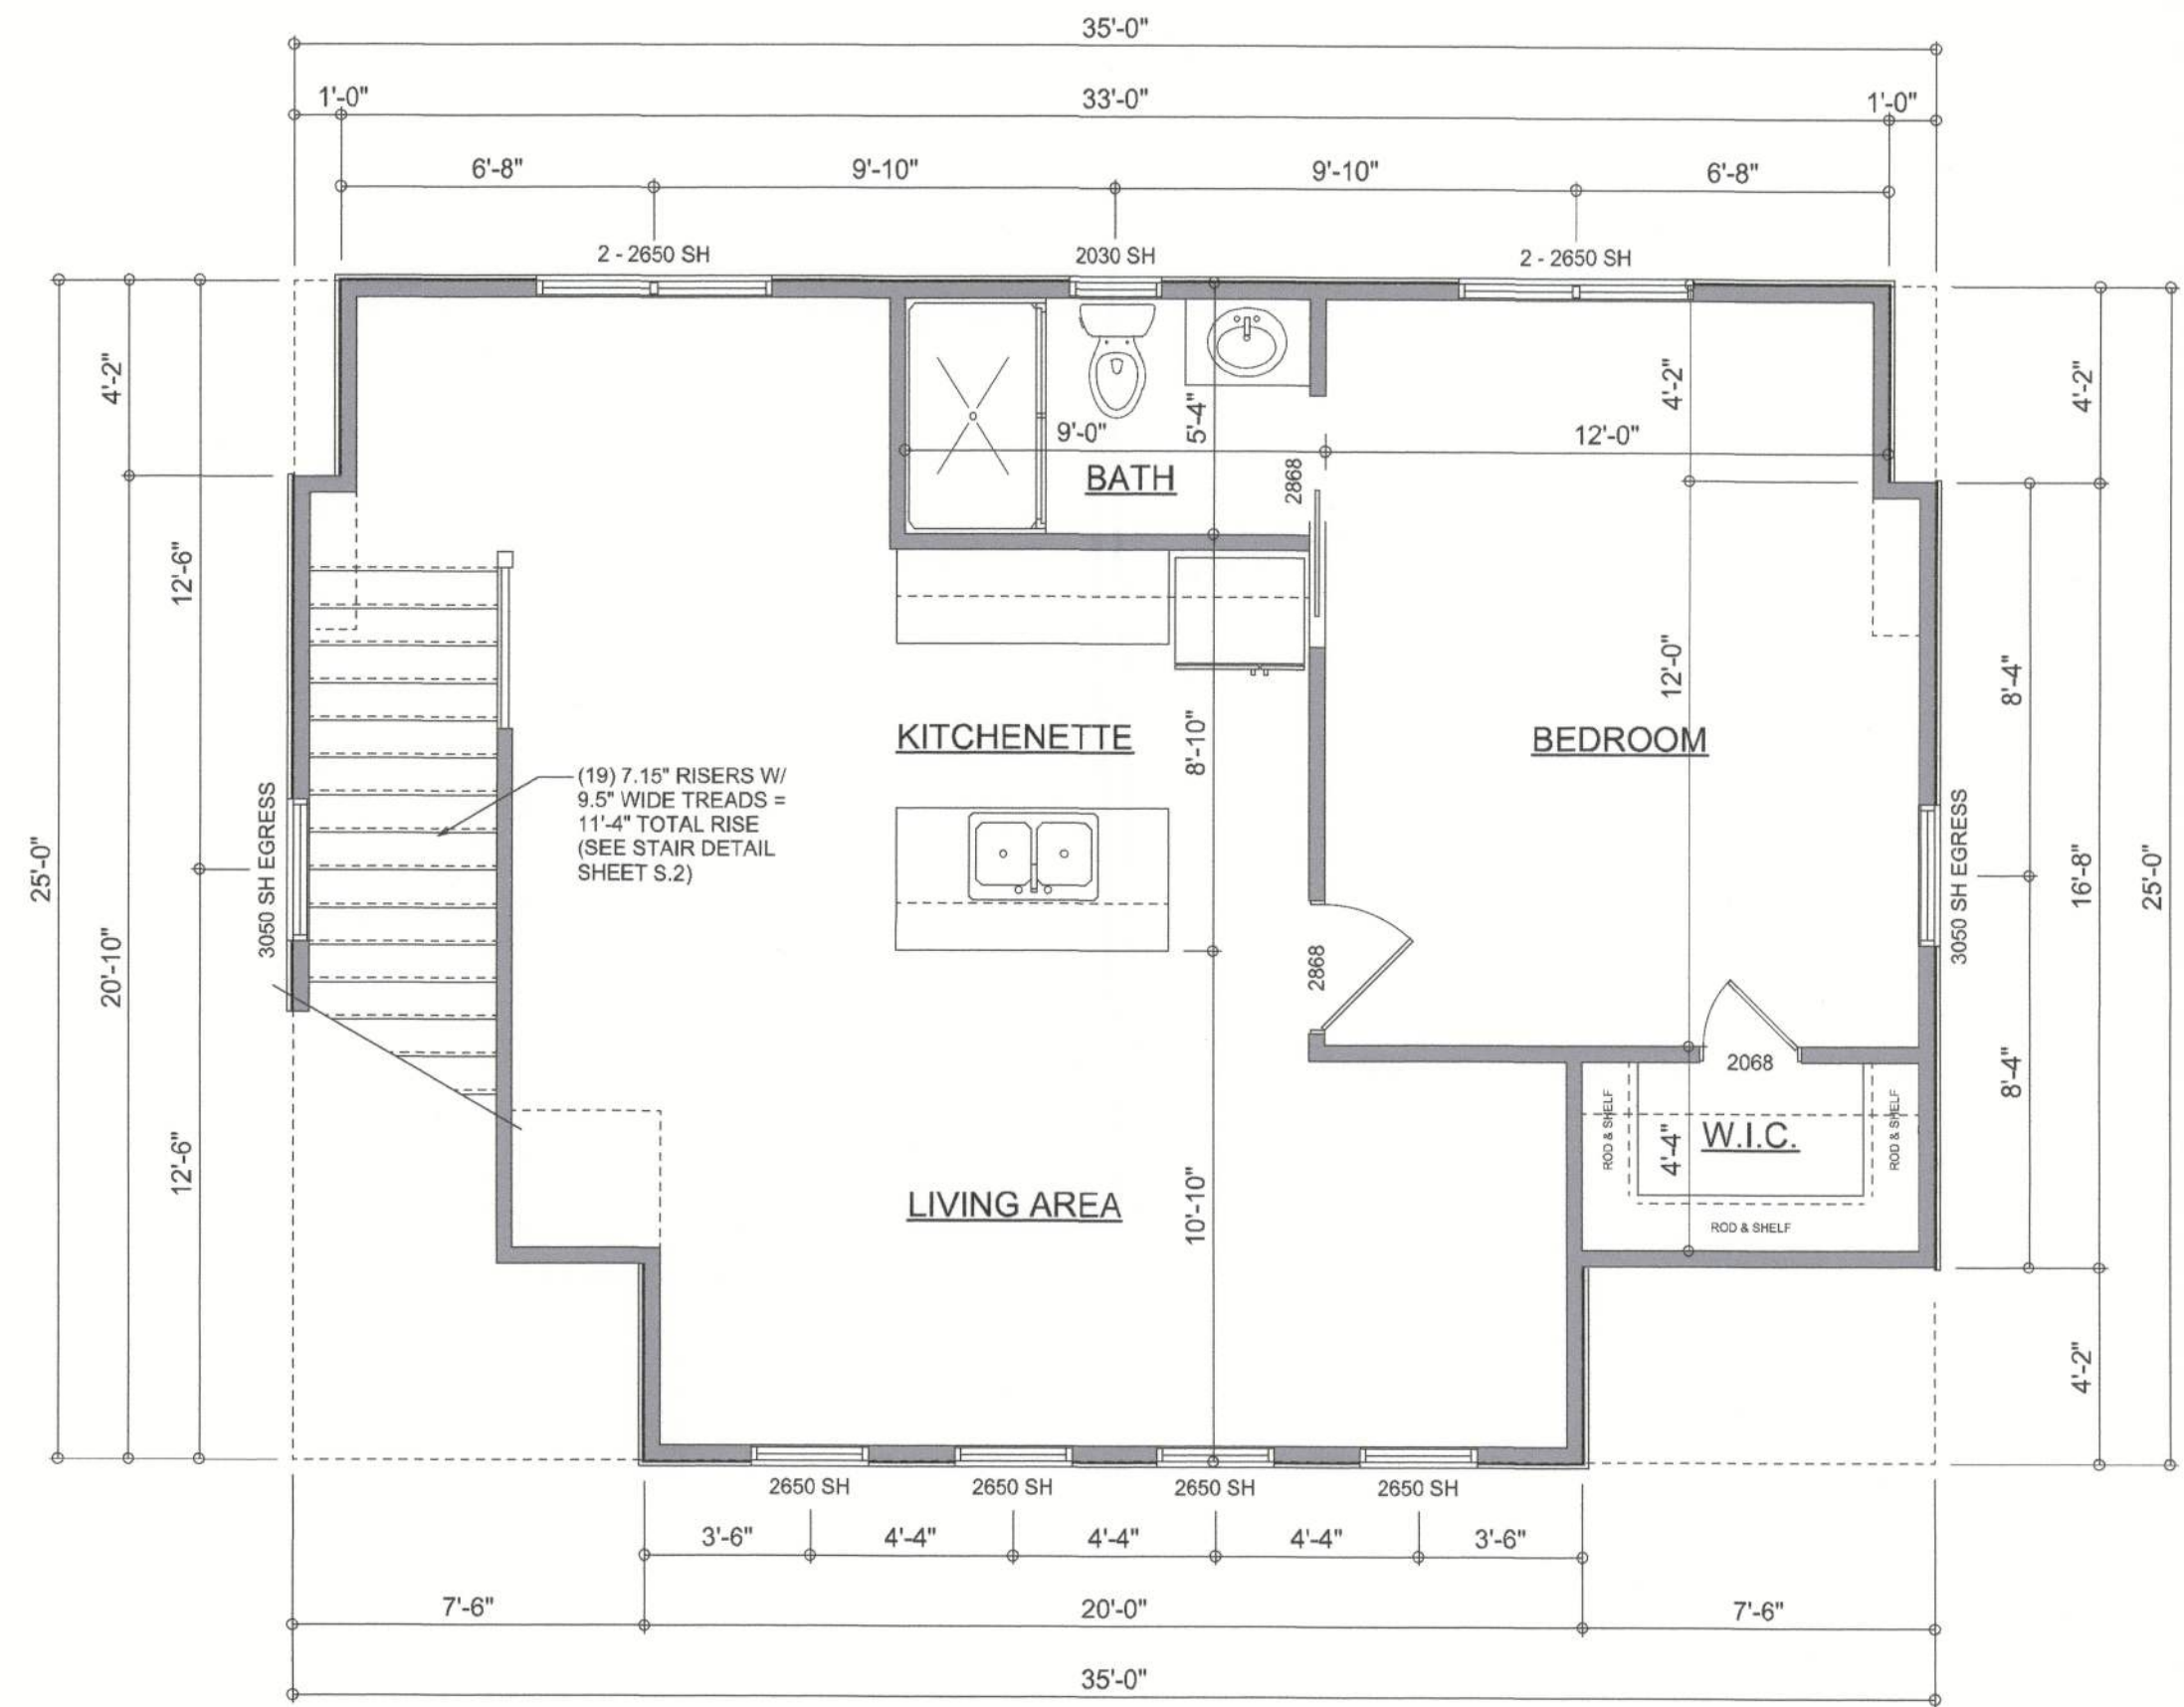 35'-0"
1'-0"
33'-0"
1'-0"
6'-8"
9'-10"
9'-10"
6'-8"
2 - 2650 SH
2030 SH
2 - 2650 SH
4'-2"
12'-6"
25'-0"
20'-10"
12'-6"
3050 SH EGRESS
(19) 7.15" RISERS W/
9.5" WIDE TREADS =
11'-4" TOTAL RISE
(SEE STAIR DETAIL
SHEET S.2)
9'-0"
5'-4"
BATH
2868
12'-0"
4'-2"
KITCHENETTE
8'-10"
12'-0"
BEDROOM
2868
2068
LIVING AREA
10'-10"
ROD & SHELF
4'-4"
W.I.C.
ROD & SHELF
ROD & SHELF
3050 SH EGRESS
4'-2"
8'-4"
16'-8"
25'-0"
8'-4"
4'-2"
2650 SH
2650 SH
2650 SH
2650 SH
3'-6"
4'-4"
4'-4"
4'-4"
3'-6"
7'-6"
20'-0"
7'-6"
35'-0"